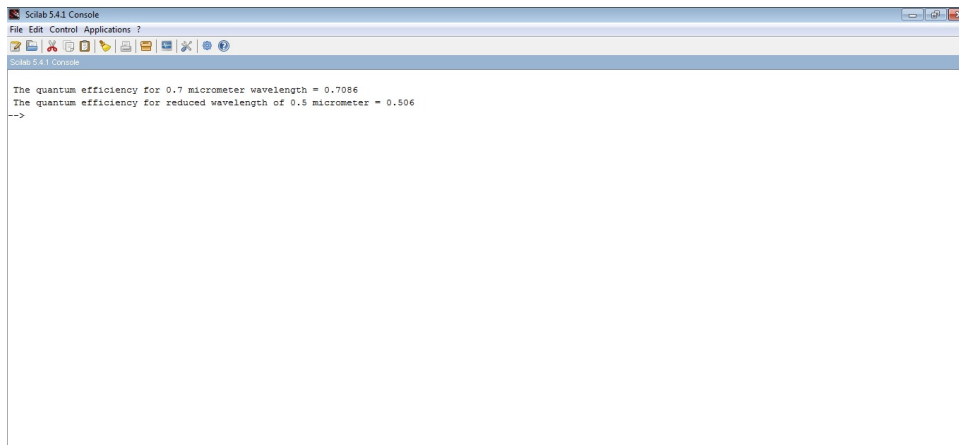 Scilab 5.4.1 Console
File Edit Control Applications ?
Scilab 5.4.1 Console
The quantum efficiency for 0.7 micrometer wavelength = 0.7086
The quantum efficiency for reduced wavelength of 0.5 micrometer = 0.506
-->